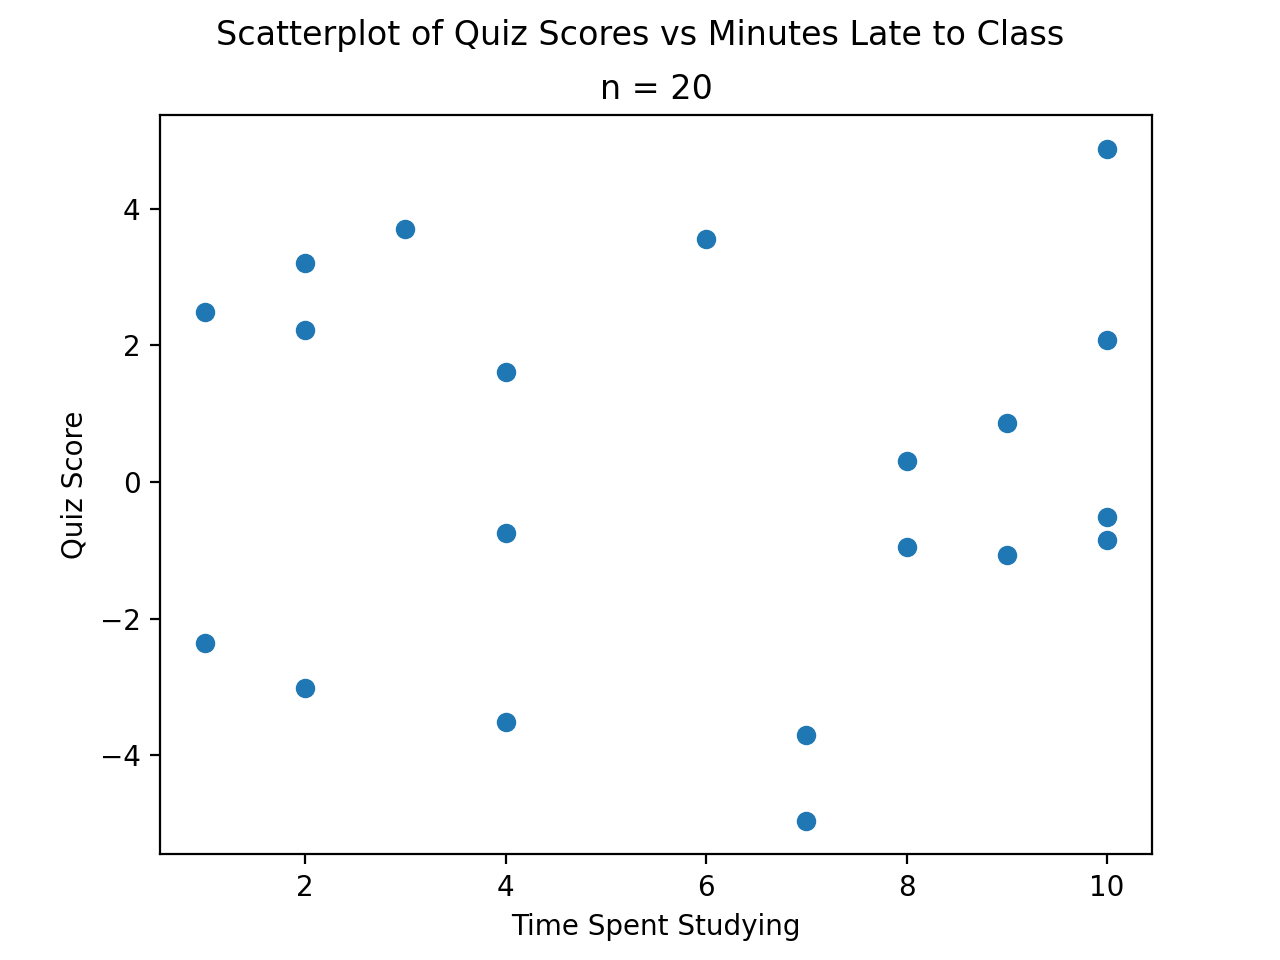 Scatterplot of Quiz Scores vs Minutes Late to Class
n = 20
4
2
0
−2
−4
Quiz Score
2 4 6 8 10
Time Spent Studying